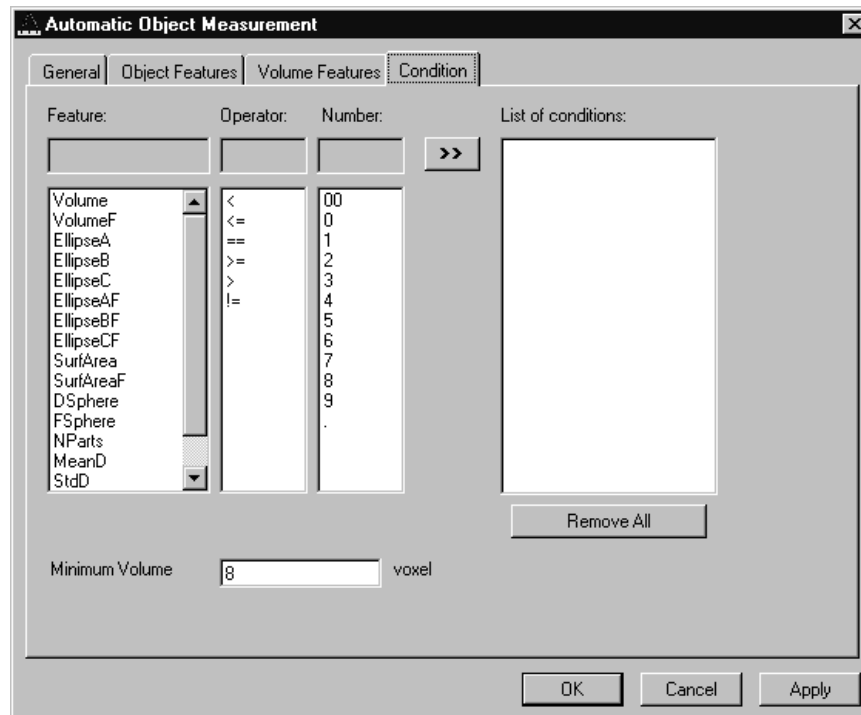 Automatic Object Measurement
General Object Features Volume Features Condition
Feature: Operator: Number: List of conditions:
>>
Volume < 00
VolumeF <= 0
EllipseA == 1
EllipseB >= 2
EllipseC > 3
EllipseAF != 4
EllipseBF 5
EllipseCF 6
SurfArea 7
SurfAreaF 8
DSphere 9
FSphere .
NParts
MeanD
StdD
Remove All
Minimum Volume 8 voxel
OK Cancel Apply